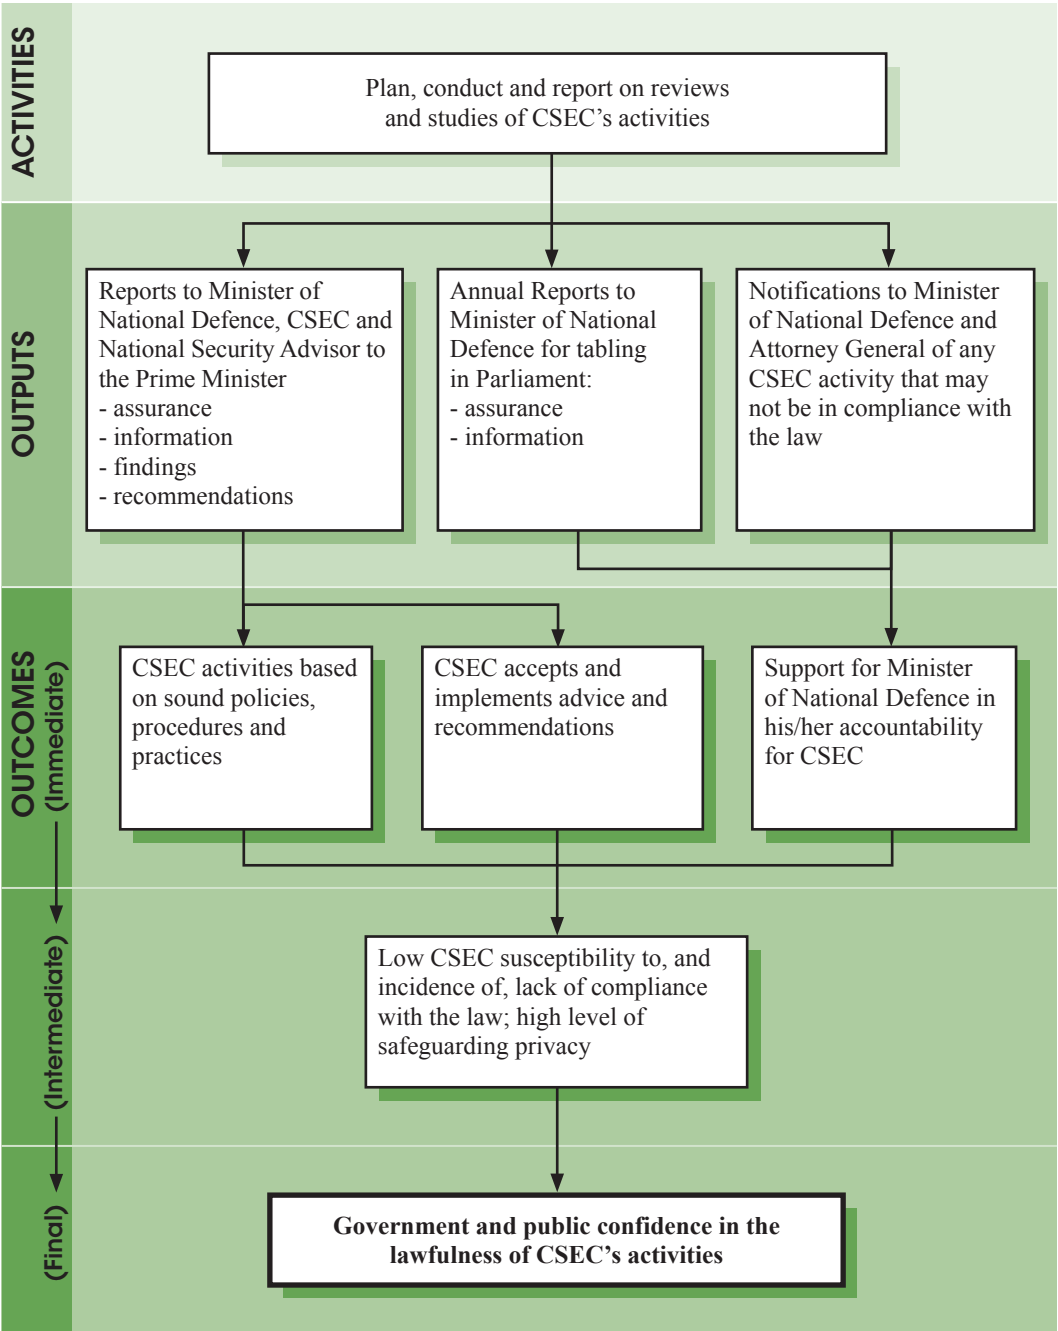 ACTIVITIES
Plan, conduct and report on reviews
and studies of CSEC's activities
OUTPUTS
Reports to Minister of
National Defence, CSEC and
National Security Advisor to
the Prime Minister
- assurance
- information
- findings
- recommendations
Annual Reports to
Minister of National
Defence for tabling
in Parliament:
- assurance
- information
Notifications to Minister
of National Defence and
Attorney General of any
CSEC activity that may
not be in compliance with
the law
OUTCOMES
(Immediate)
CSEC activities based
on sound policies,
procedures and
practices
CSEC accepts and
implements advice and
recommendations
Support for Minister
of National Defence in
his/her accountability
for CSEC
(Intermediate)
Low CSEC susceptibility to, and
incidence of, lack of compliance
with the law; high level of
safeguarding privacy
(Final)
Government and public confidence in the
lawfulness of CSEC's activities